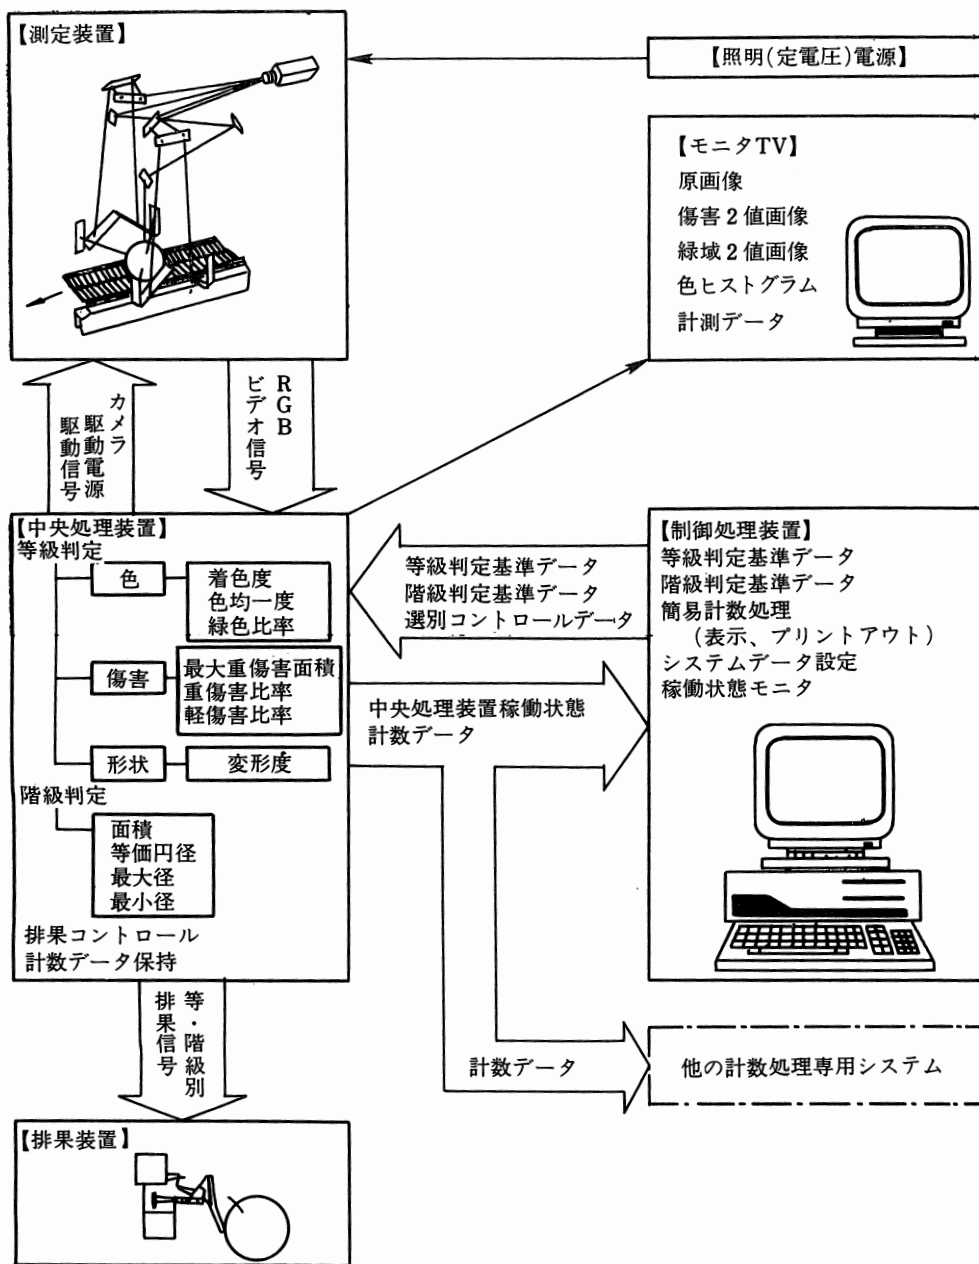 【測定装置】
【照明(定電圧)電源】
【モニタTV】
原画像
傷害2値画像
緑域2値画像
色ヒストグラム
計測データ
カメラ
駆動電源
駆動信号
RGB
ビデオ信号
【中央処理装置】
等級判定
色
着色度
色均一度
緑色比率
傷害
最大重傷害面積
重傷害比率
軽傷害比率
形状
変形度
階級判定
面積
等価円径
最大径
最小径
排果コントロール
計数データ保持
等級判定基準データ
階級判定基準データ
選別コントロールデータ
中央処理装置稼働状態
計数データ
【制御処理装置】
等級判定基準データ
階級判定基準データ
簡易計数処理
(表示、プリントアウト)
システムデータ設定
稼働状態モニタ
等・階級別
排果信号
計数データ
他の計数処理専用システム
【排果装置】